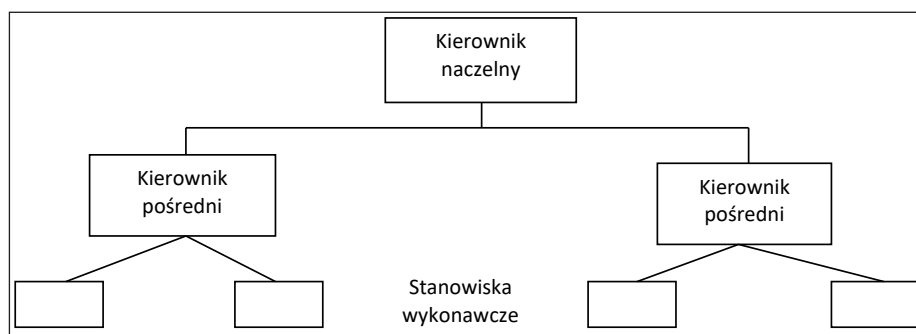 Kierownik
naczelny
Kierownik
pośredni
Kierownik
pośredni
Stanowiska
wykonawcze